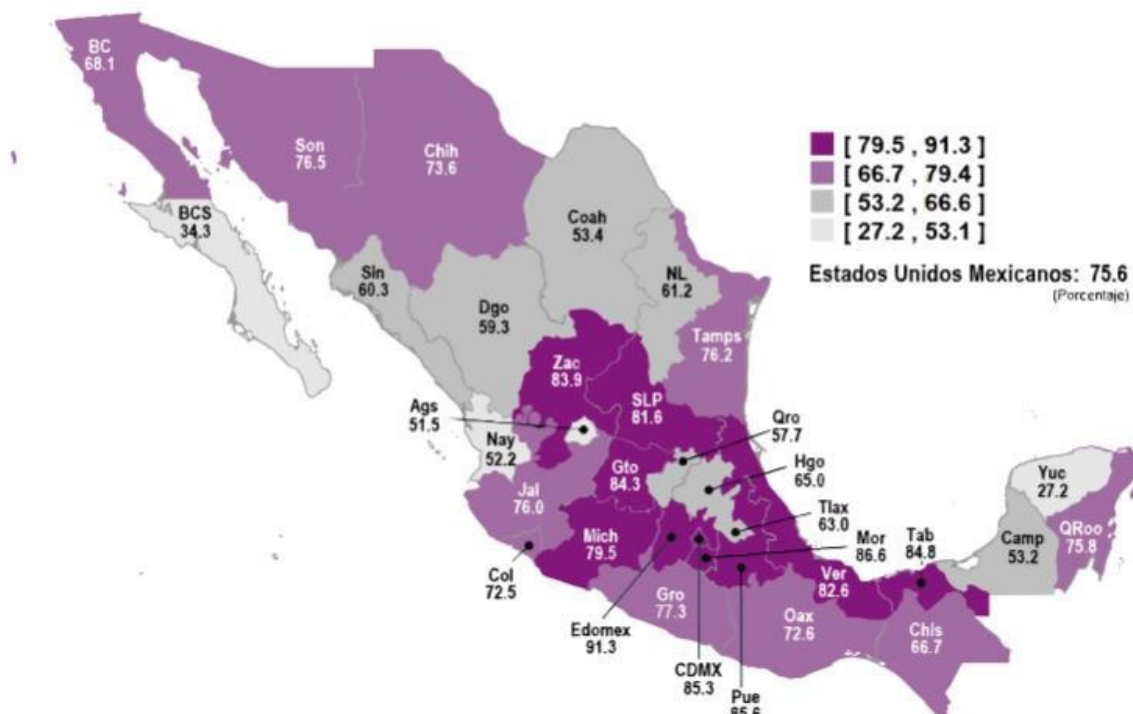 BC
68.1
Son
76.5
Chih
73.6
BCS
34.3
Sin
60.3
Dgo
59.3
Coah
53.4
NL
61.2
Tamps
76.2
[ 79.5 , 91.3 ]
[ 66.7 , 79.4 ]
[ 53.2 , 66.6 ]
[ 27.2 , 53.1 ]
Estados Unidos Mexicanos: 75.6
(Porcentaje)
Zac
83.9
SLP
81.6
Ags
51.5
Nay
52.2
Jal
76.0
Gto
84.3
Qro
57.7
Hgo
65.0
Tlax
63.0
Mor
86.6
Tab
84.8
Yuc
27.2
Camp
53.2
QRoo
75.8
Col
72.5
Mich
79.5
Gro
77.3
Edomex
91.3
CDMX
85.3
Pue
85.6
Ver
82.6
Oax
72.6
Chis
66.7